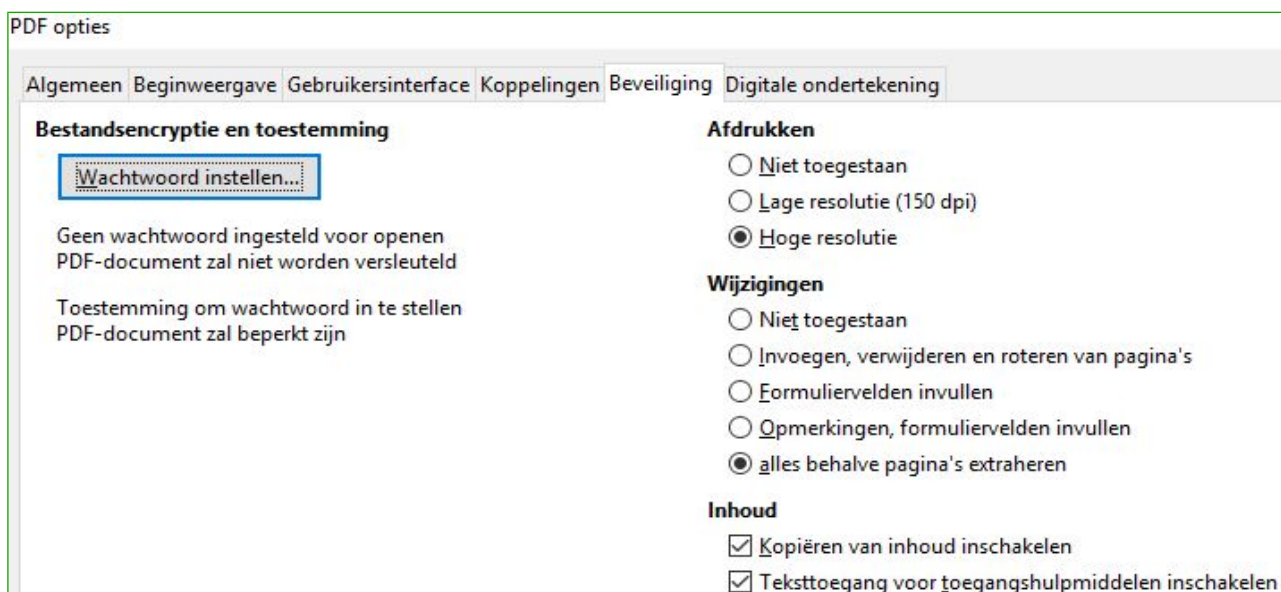 PDF opties
Algemeen Beginweergave Gebruikersinterface Koppelingen Beveiliging Digitale ondertekening
Bestandsencryptie en toestemming
Wachtwoord instellen...
Geen wachtwoord ingesteld voor openen
PDF-document zal niet worden versleuteld
Toestemming om wachtwoord in te stellen
PDF-document zal beperkt zijn
Afdrukken
Niet toegestaan
Lage resolutie (150 dpi)
Hoge resolutie
Wijzigingen
Niet toegestaan
Invoegen, verwijderen en roteren van pagina's
Formuliervelden invullen
Opmerkingen, formuliervelden invullen
alles behalve pagina's extraheren
Inhoud
Kopiëren van inhoud inschakelen
Teksttoegang voor toegangshulpmiddelen inschakelen